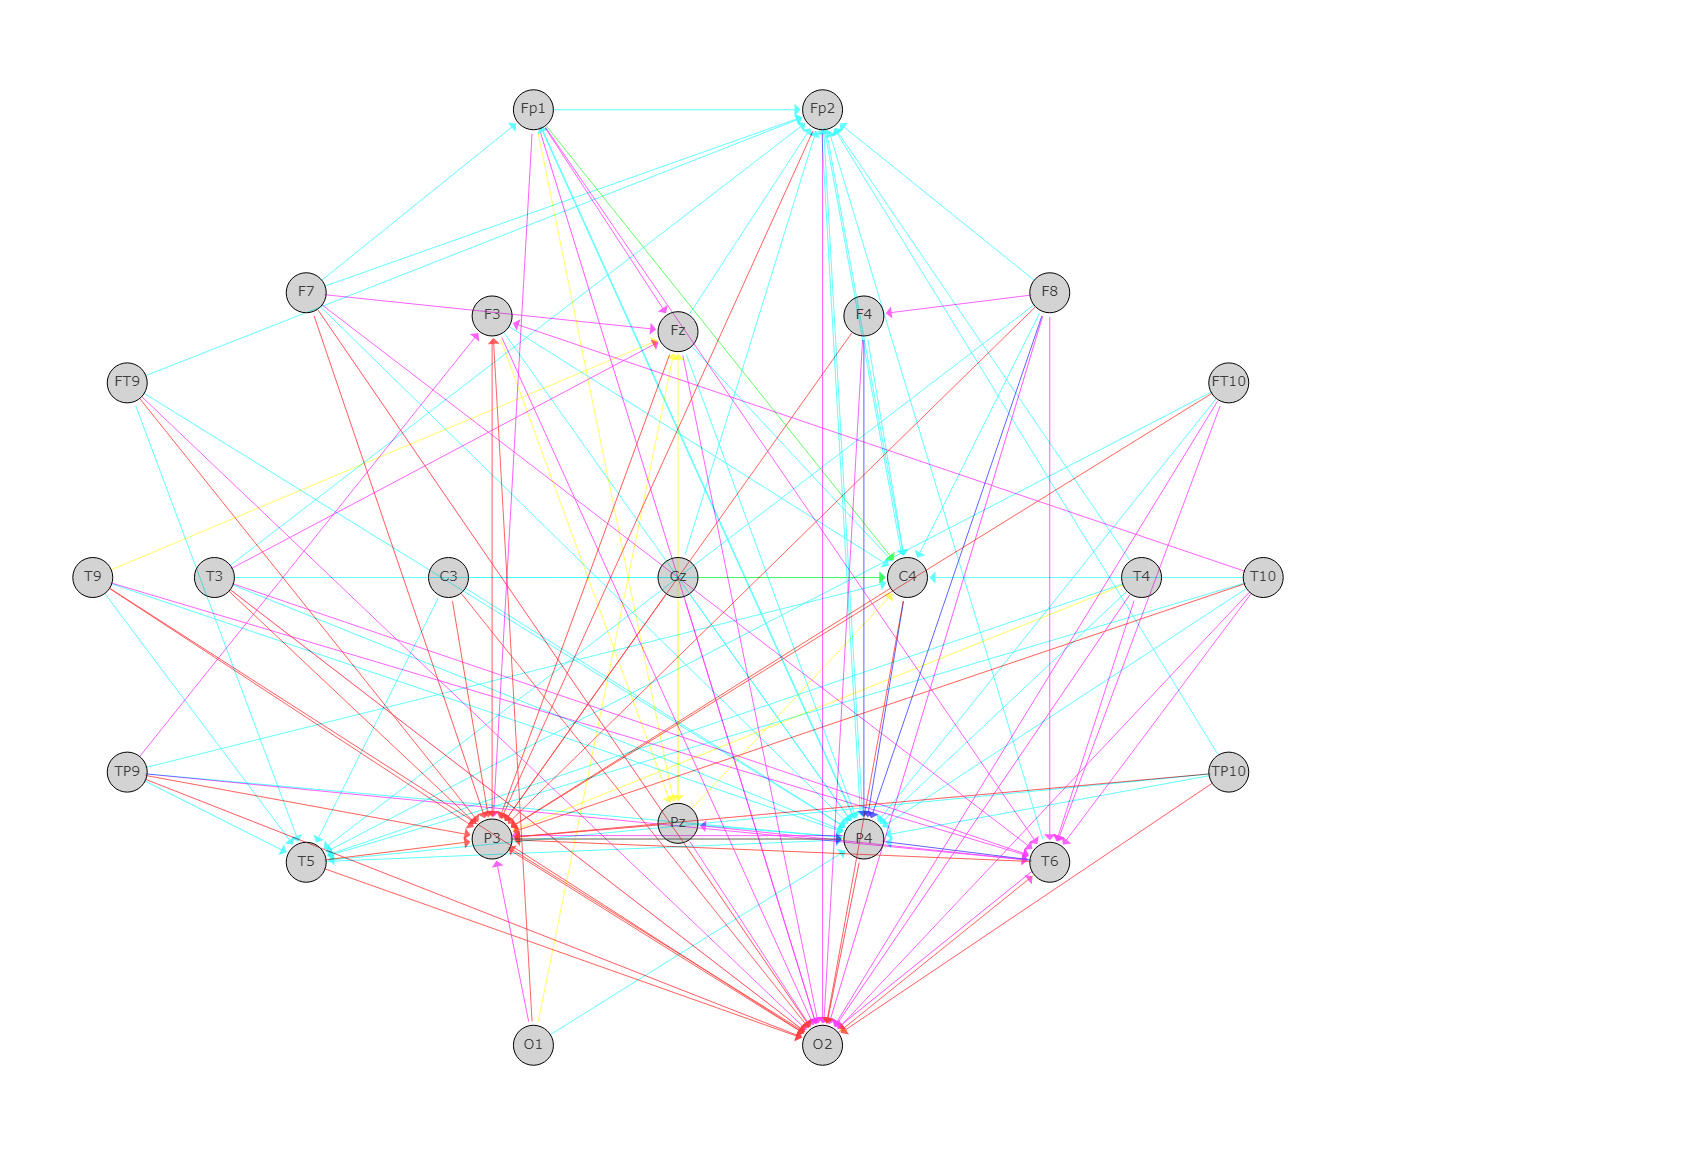 Fp1 Fp2
F7 F3 Fz F4 F8
FT9 FT10
T9 T3 C3 Cz C4 T4 T10
TP9 Pz TP10
T5 P3 P4 T6
O1 O2